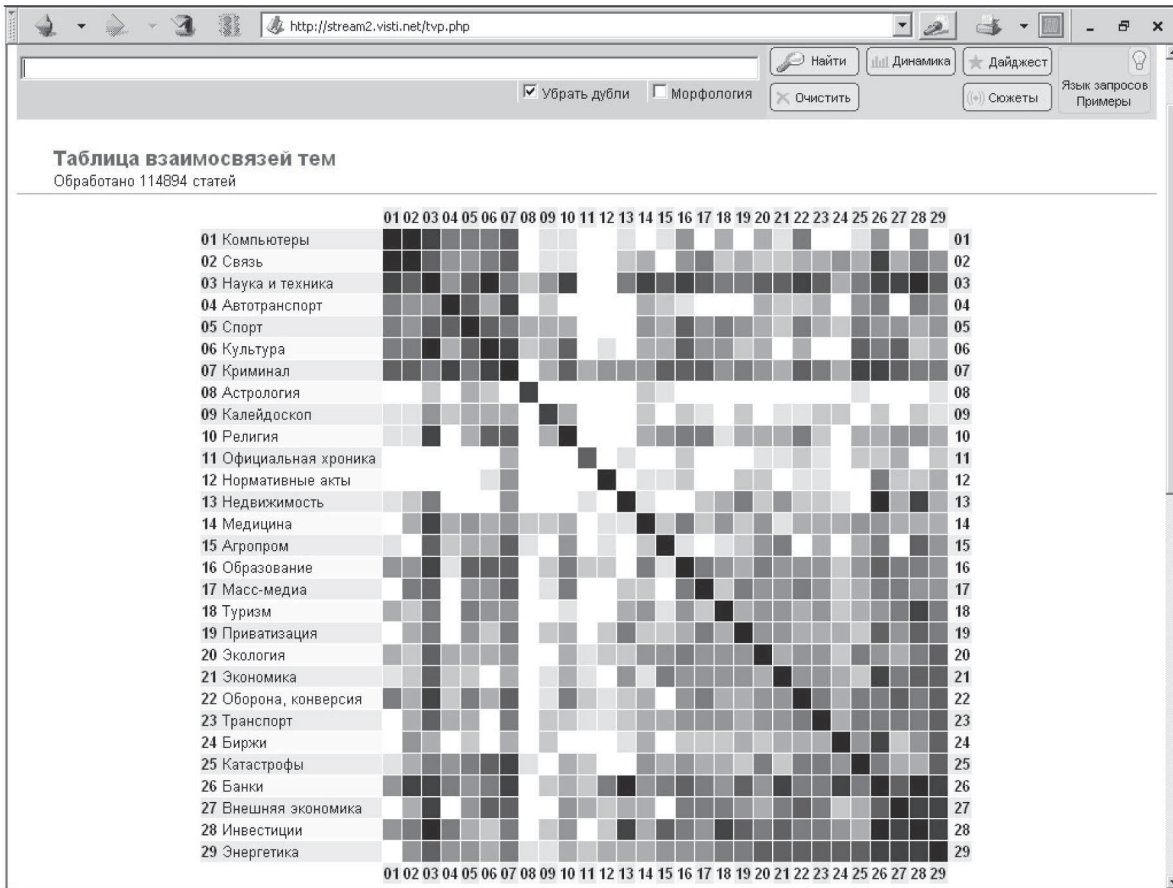 http://stream2.visti.net/tvp.php
Найти Динамика Дайджест
Убрать дубли Морфология Очистить Сюжеты Язык запросов
Примеры
Таблица взаимосвязей тем
Обработано 114894 статей
01 02 03 04 05 06 07 08 09 10 11 12 13 14 15 16 17 18 19 20 21 22 23 24 25 26 27 28 29
01 Компьютеры 01
02 Связь 02
03 Наука и техника 03
04 Автотранспорт 04
05 Спорт 05
06 Культура 06
07 Криминал 07
08 Астрология 08
09 Калейдоскоп 09
10 Религия 10
11 Официальная хроника 11
12 Нормативные акты 12
13 Недвижимость 13
14 Медицина 14
15 Агропром 15
16 Образование 16
17 Масс-медиа 17
18 Туризм 18
19 Приватизация 19
20 Экология 20
21 Экономика 21
22 Оборона, конверсия 22
23 Транспорт 23
24 Биржи 24
25 Катастрофы 25
26 Банки 26
27 Внешняя экономика 27
28 Инвестиции 28
29 Энергетика 29
01 02 03 04 05 06 07 08 09 10 11 12 13 14 15 16 17 18 19 20 21 22 23 24 25 26 27 28 29